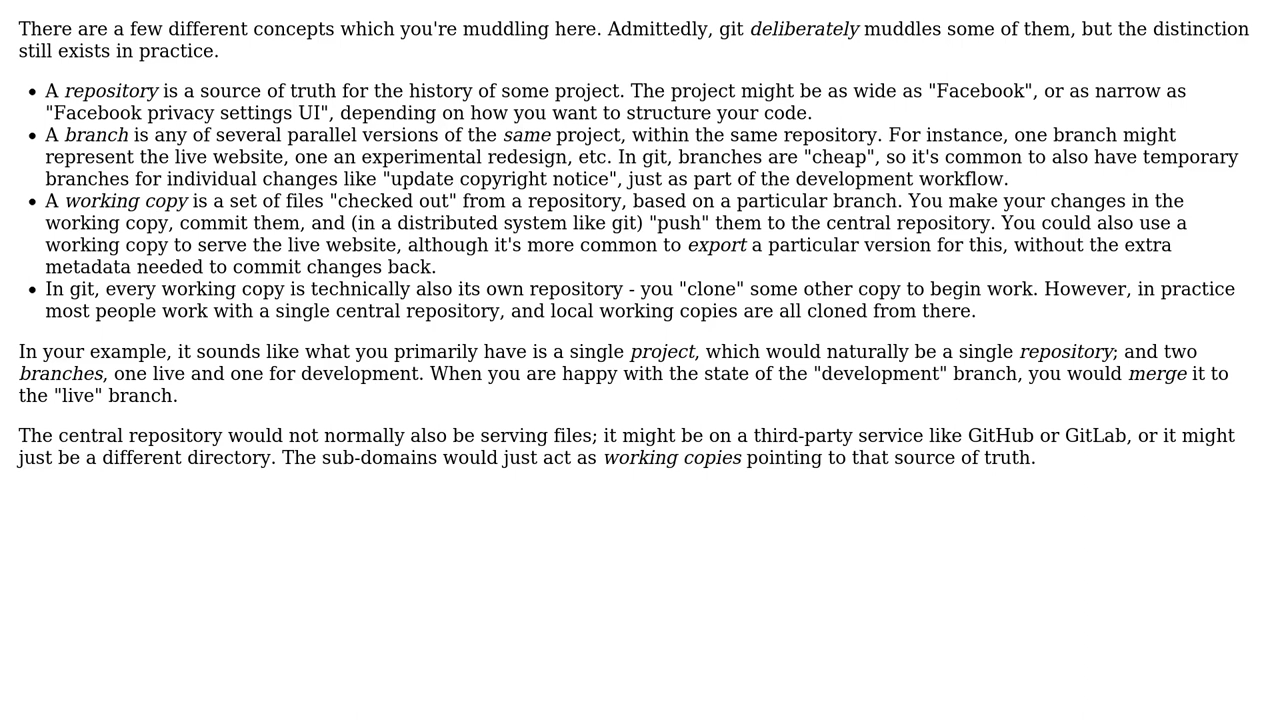 There are a few different concepts which you're muddling here. Admittedly, git deliberately muddles some of them, but the distinction
still exists in practice.
• A repository is a source of truth for the history of some project. The project might be as wide as "Facebook", or as narrow as
"Facebook privacy settings UI", depending on how you want to structure your code.
• A branch is any of several parallel versions of the same project, within the same repository. For instance, one branch might
represent the live website, one an experimental redesign, etc. In git, branches are "cheap", so it's common to also have temporary
branches for individual changes like "update copyright notice", just as part of the development workflow.
• A working copy is a set of files "checked out" from a repository, based on a particular branch. You make your changes in the
working copy, commit them, and (in a distributed system like git) "push" them to the central repository. You could also use a
working copy to serve the live website, although it's more common to export a particular version for this, without the extra
metadata needed to commit changes back.
• In git, every working copy is technically also its own repository - you "clone" some other copy to begin work. However, in practice
most people work with a single central repository, and local working copies are all cloned from there.
In your example, it sounds like what you primarily have is a single project, which would naturally be a single repository; and two
branches, one live and one for development. When you are happy with the state of the "development" branch, you would merge it to
the "live" branch.
The central repository would not normally also be serving files; it might be on a third-party service like GitHub or GitLab, or it might
just be a different directory. The sub-domains would just act as working copies pointing to that source of truth.